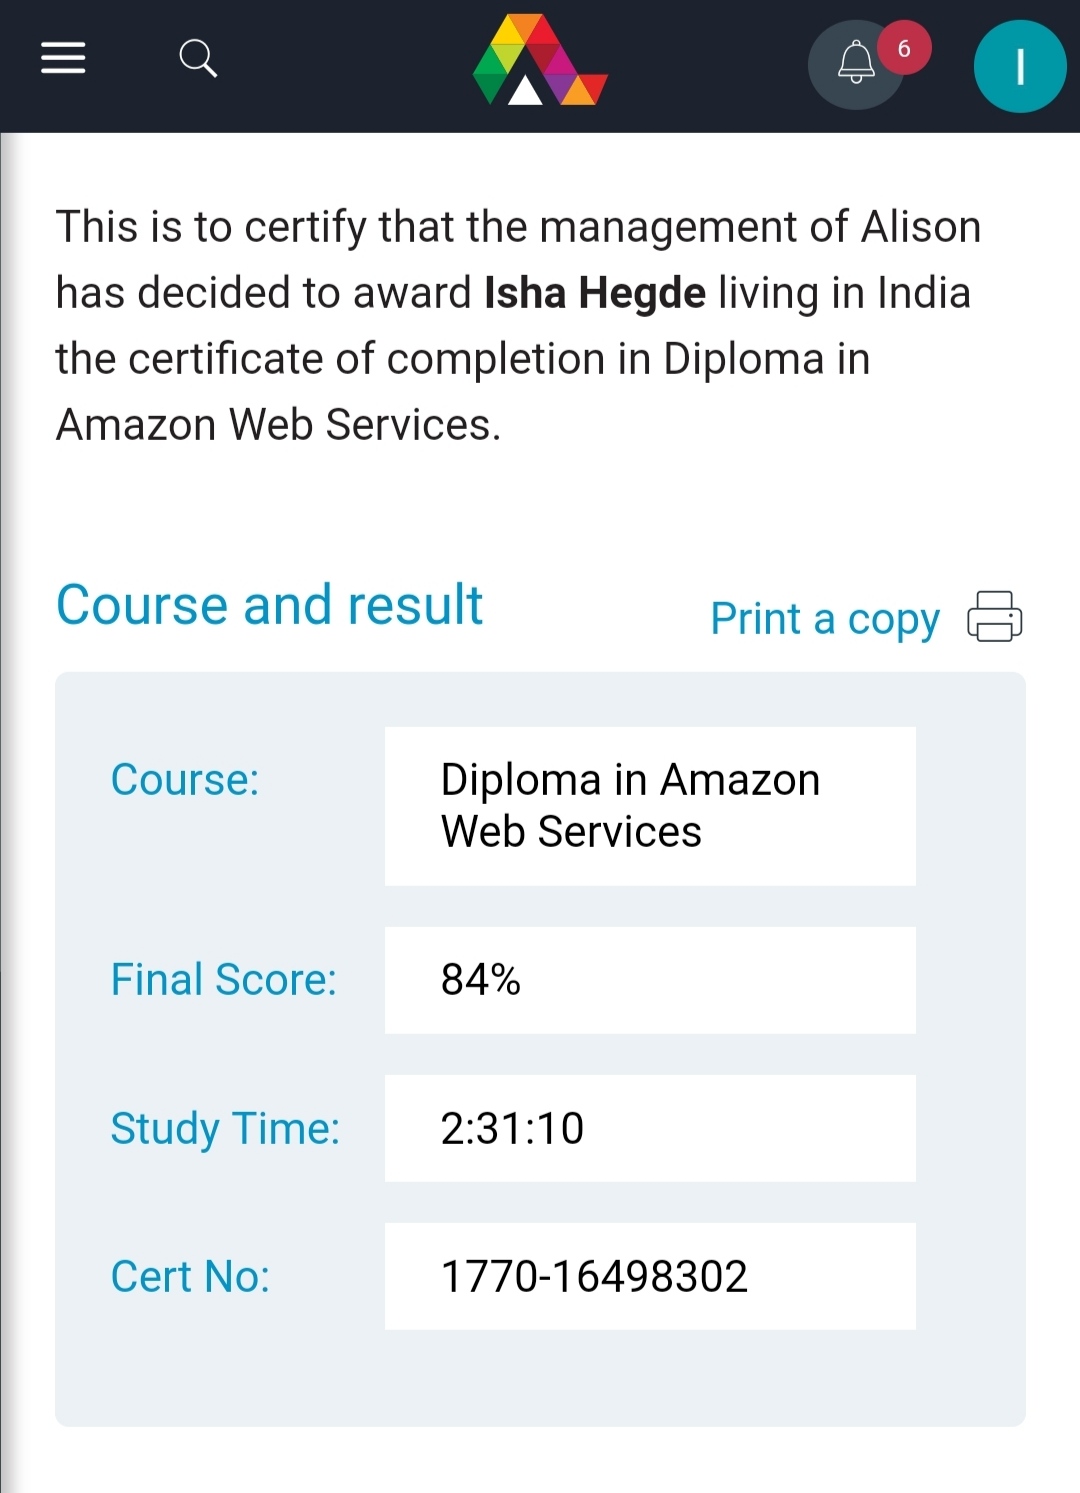 6
I
This is to certify that the management of Alison
has decided to award Isha Hegde living in India
the certificate of completion in Diploma in
Amazon Web Services.
Course and result
Print a copy
Course:
Diploma in Amazon
Web Services
Final Score:
84%
Study Time:
2:31:10
Cert No:
1770-16498302